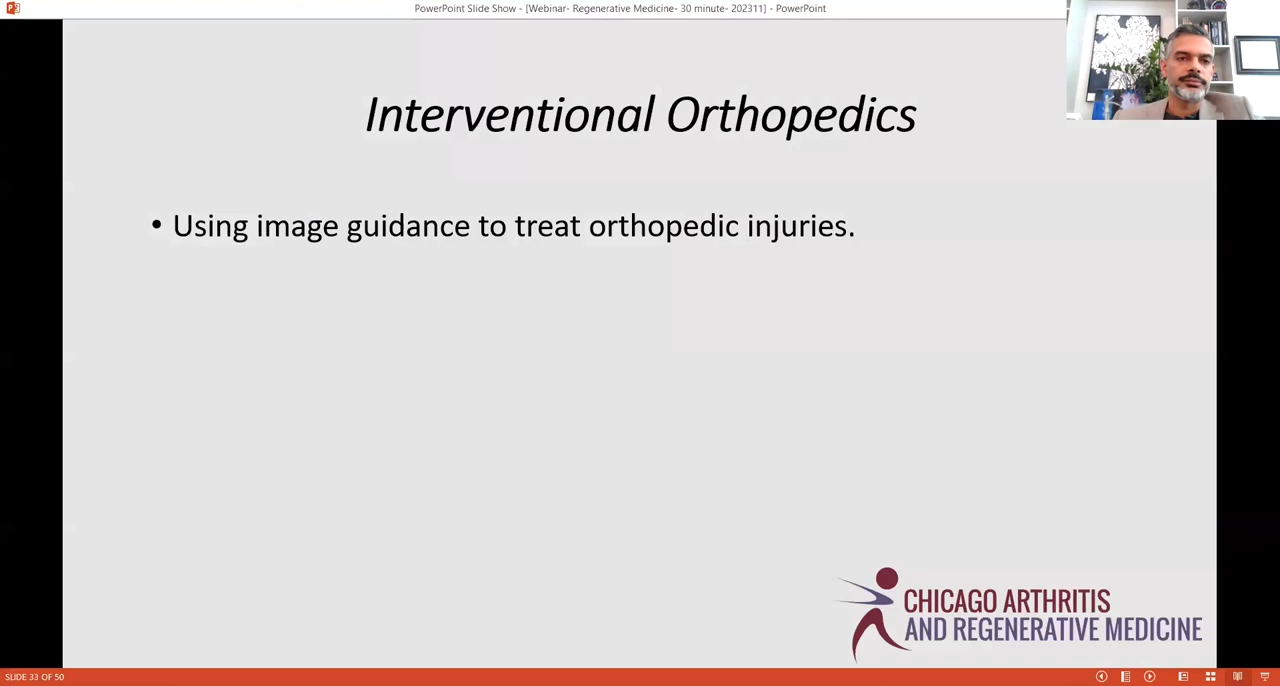 PowerPoint Slide Show - [Webinar- Regenerative Medicine- 30 minute- 202311] - PowerPoint
Interventional Orthopedics
• Using image guidance to treat orthopedic injuries.
CHICAGO ARTHRITIS
AND REGENERATIVE MEDICINE
SLIDE 33 OF 50